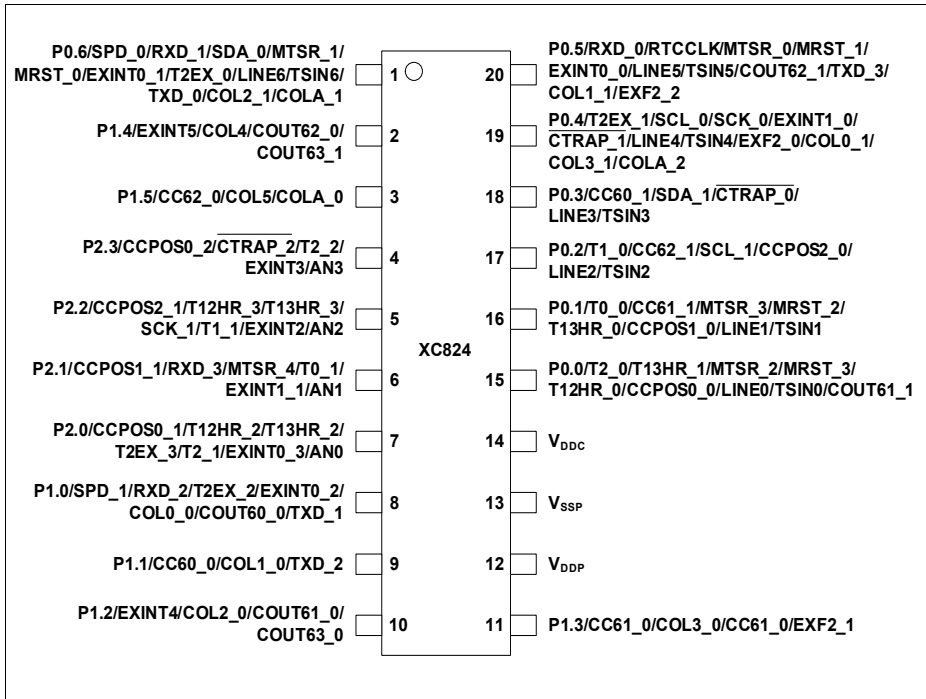 P0.6/SPD_0/RXD_1/SDA_0/MTSR_1/
MRST_0/EXINT0_1/T2EX_0/LINE6/TSIN6/
TXD_0/COL2_1/COLA_1
1
P1.4/EXINT5/COL4/COUT62_0/
COUT63_1
2
P1.5/CC62_0/COL5/COLA_0
3
P2.3/CCPOS0_2/CTRAP_2/T2_2/
EXINT3/AN3
4
P2.2/CCPOS2_1/T12HR_3/T13HR_3/
SCK_1/T1_1/EXINT2/AN2
5
P2.1/CCPOS1_1/RXD_3/MTSR_4/T0_1/
EXINT1_1/AN1
6
P2.0/CCPOS0_1/T12HR_2/T13HR_2/
T2EX_3/T2_1/EXINT0_3/AN0
7
P1.0/SPD_1/RXD_2/T2EX_2/EXINT0_2/
COL0_0/COUT60_0/TXD_1
8
P1.1/CC60_0/COL1_0/TXD_2
9
P1.2/EXINT4/COL2_0/COUT61_0/
COUT63_0
10
XC824
20
P0.5/RXD_0/RTCCLK/MTSR_0/MRST_1/
EXINT0_0/LINE5/TSIN5/COUT62_1/TXD_3/
COL1_1/EXF2_2
19
P0.4/T2EX_1/SCL_0/SCK_0/EXINT1_0/
CTRAP_1/LINE4/TSIN4/EXF2_0/COL0_1/
COL3_1/COLA_2
18
P0.3/CC60_1/SDA_1/CTRAP_0/
LINE3/TSIN3
17
P0.2/T1_0/CC62_1/SCL_1/CCPOS2_0/
LINE2/TSIN2
16
P0.1/T0_0/CC61_1/MTSR_3/MRST_2/
T13HR_0/CCPOS1_0/LINE1/TSIN1
15
P0.0/T2_0/T13HR_1/MTSR_2/MRST_3/
T12HR_0/CCPOS0_0/LINE0/TSIN0/COUT61_1
14
VDDC
13
VSSP
12
VDDP
11
P1.3/CC61_0/COL3_0/CC61_0/EXF2_1